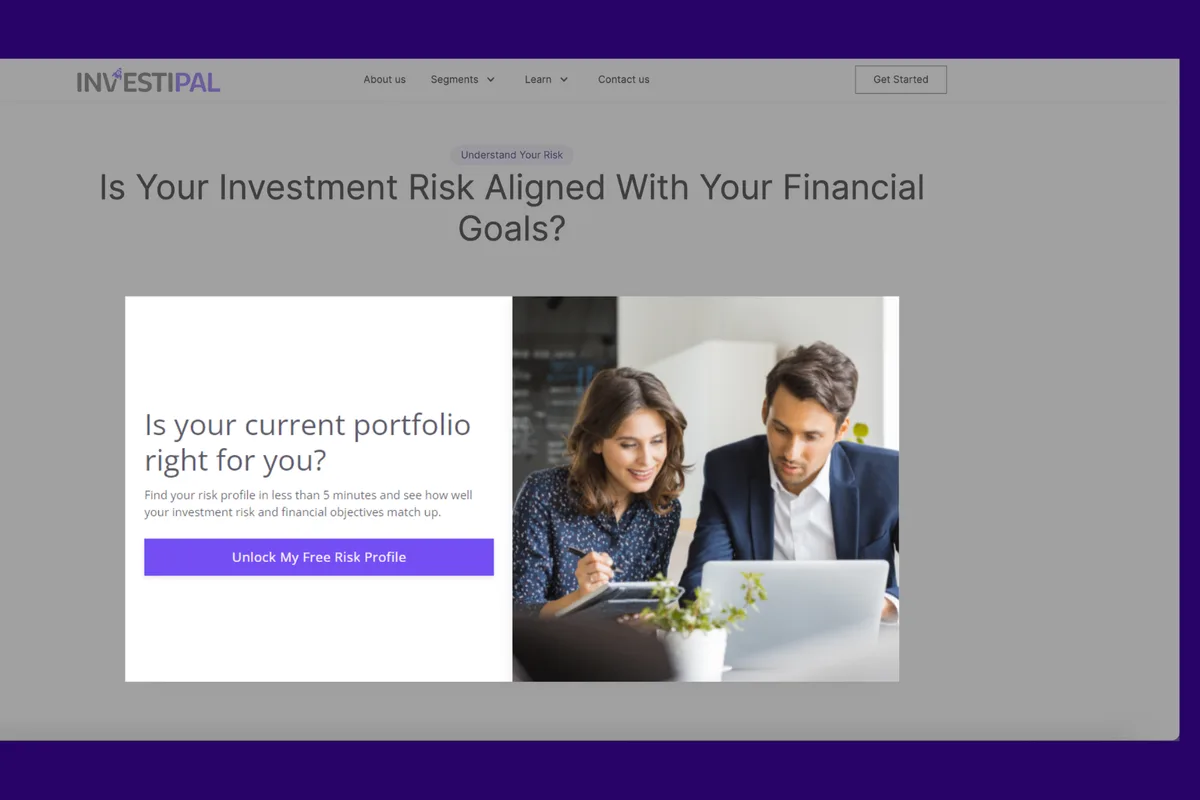 INVESTIPAL
About us
Segments
Learn
Contact us
Get Started
Understand Your Risk
Is Your Investment Risk Aligned With Your Financial
Goals?
Is your current portfolio
right for you?
Find your risk profile in less than 5 minutes and see how well
your investment risk and financial objectives match up.
Unlock My Free Risk Profile